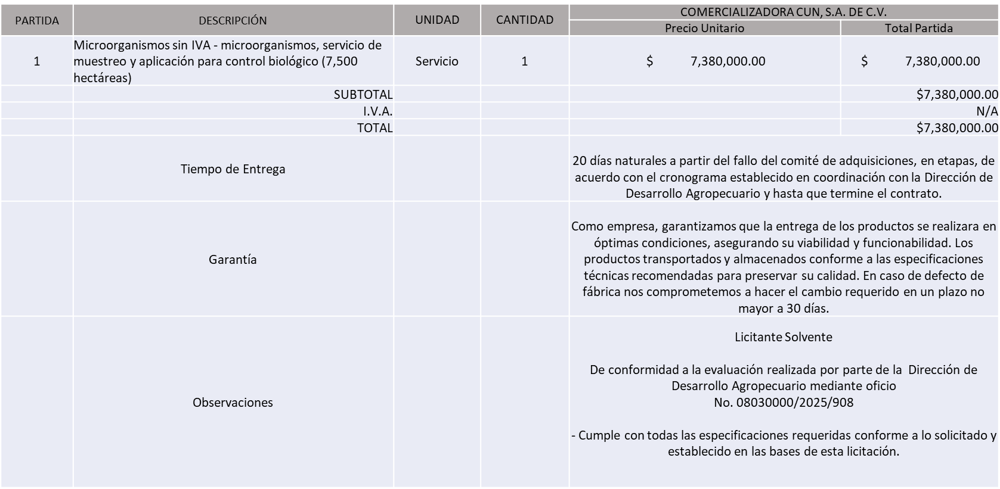 PARTIDA DESCRIPCIÓN UNIDAD CANTIDAD COMERCIALIZADORA CUN, S.A. DE C.V.
Precio Unitario Total Partida
1 Microorganismos sin IVA - microorganismos, servicio de
muestreo y aplicación para control biológico (7,500
hectáreas) Servicio 1 $ 7,380,000.00 $ 7,380,000.00
SUBTOTAL $7,380,000.00
I.V.A. N/A
TOTAL $7,380,000.00
Tiempo de Entrega
20 días naturales a partir del fallo del comité de adquisiciones, en etapas, de
acuerdo con el cronograma establecido en coordinación con la Dirección de
Desarrollo Agropecuario y hasta que termine el contrato.
Garantía
Como empresa, garantizamos que la entrega de los productos se realizara en
óptimas condiciones, asegurando su viabilidad y funcionabilidad. Los
productos transportados y almacenados conforme a las especificaciones
técnicas recomendadas para preservar su calidad. En caso de defecto de
fábrica nos comprometemos a hacer el cambio requerido en un plazo no
mayor a 30 días.
Observaciones
Licitante Solvente
De conformidad a la evaluación realizada por parte de la Dirección de
Desarrollo Agropecuario mediante oficio
No. 08030000/2025/908
- Cumple con todas las especificaciones requeridas conforme a lo solicitado y
establecido en las bases de esta licitación.